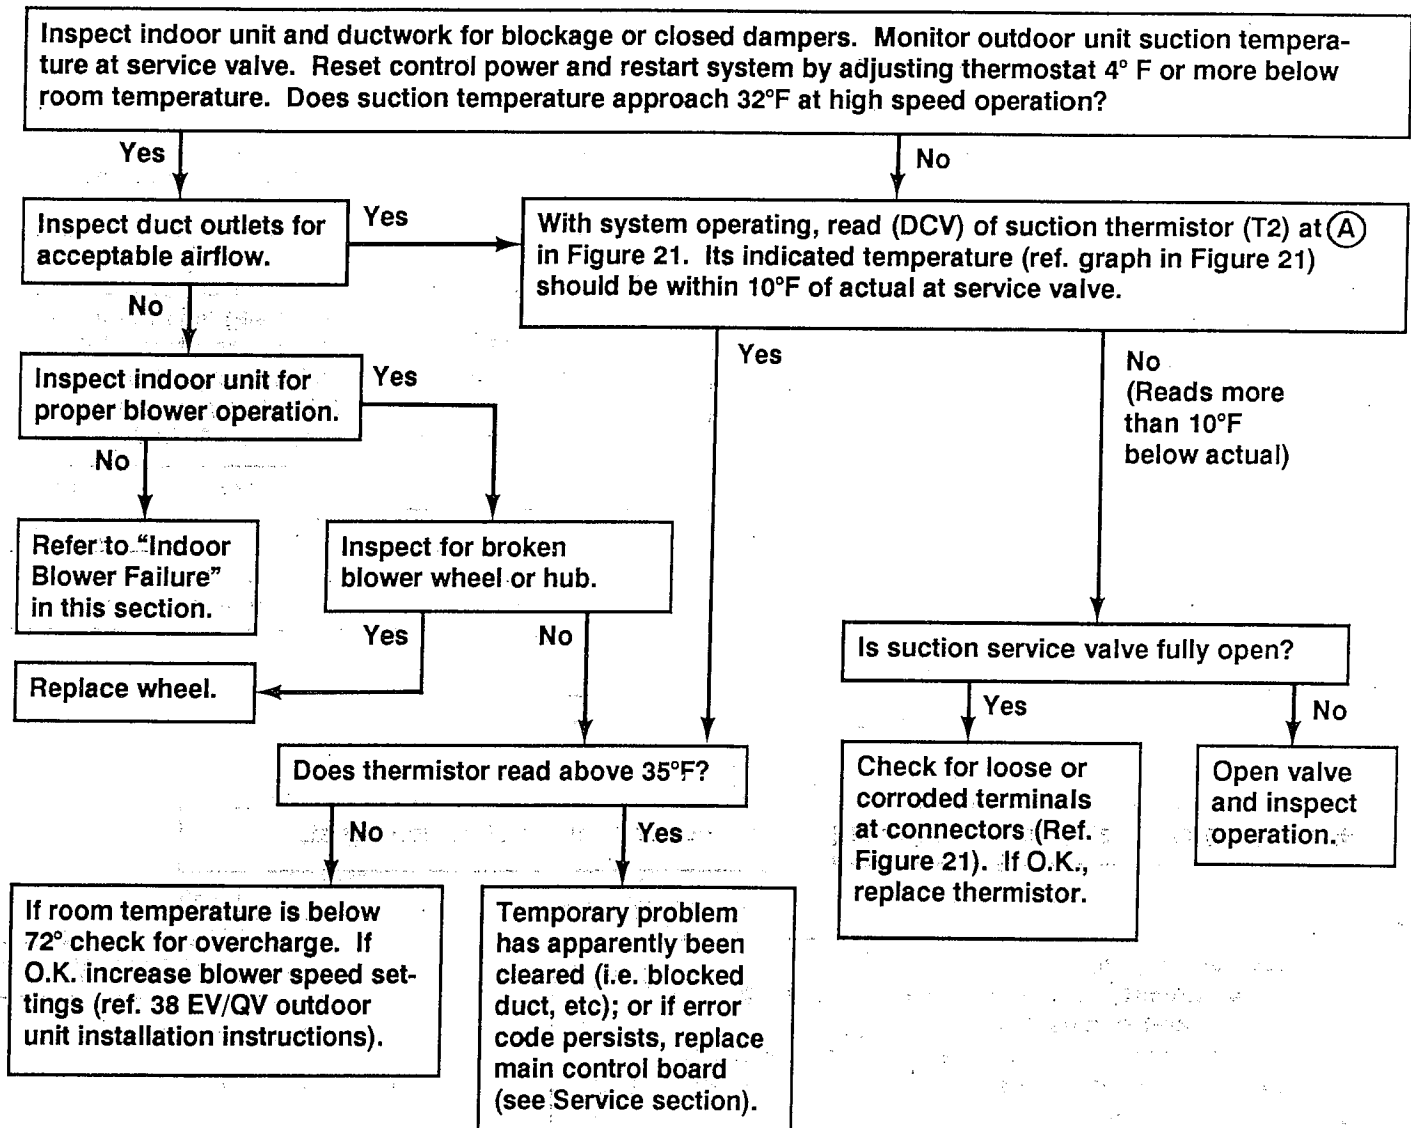 Inspect indoor unit and ductwork for blockage or closed dampers. Monitor outdoor unit suction tempera-
ture at service valve. Reset control power and restart system by adjusting thermostat 4° F or more below
room temperature. Does suction temperature approach 32°F at high speed operation?
Yes
No
Inspect duct outlets for
acceptable airflow.
Yes
With system operating, read (DCV) of suction thermistor (T2) at Ⓐ
in Figure 21. Its indicated temperature (ref. graph in Figure 21)
should be within 10°F of actual at service valve.
No
Yes
No
(Reads more
than 10°F
below actual)
Inspect indoor unit for
proper blower operation.
Yes
No
Refer to "Indoor
Blower Failure"
in this section.
Inspect for broken
blower wheel or hub.
Yes
No
Is suction service valve fully open?
Replace wheel.
Yes
No
Does thermistor read above 35°F?
Check for loose or
corroded terminals
at connectors (Ref.
Figure 21). If O.K.,
replace thermistor.
Open valve
and inspect
operation.
No
Yes
If room temperature is below
72° check for overcharge. If
O.K. increase blower speed set-
tings (ref. 38 EV/QV outdoor
unit installation instructions).
Temporary problem
has apparently been
cleared (i.e. blocked
duct, etc); or if error
code persists, replace
main control board
(see Service section).